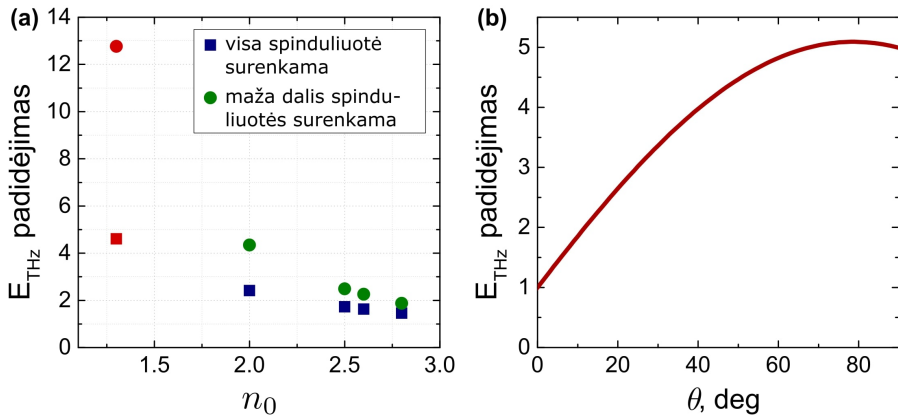 (a)
14
12
10
8
6
4
2
0
E_THz padidėjimas
visa spinduliuotė
surenkama
maža dalis spindu-
liuotės surenkama
1.5
2.0
2.5
3.0
n_0
(b)
5
4
3
2
1
0
E_THz padidėjimas
0
20
40
60
80
θ, deg